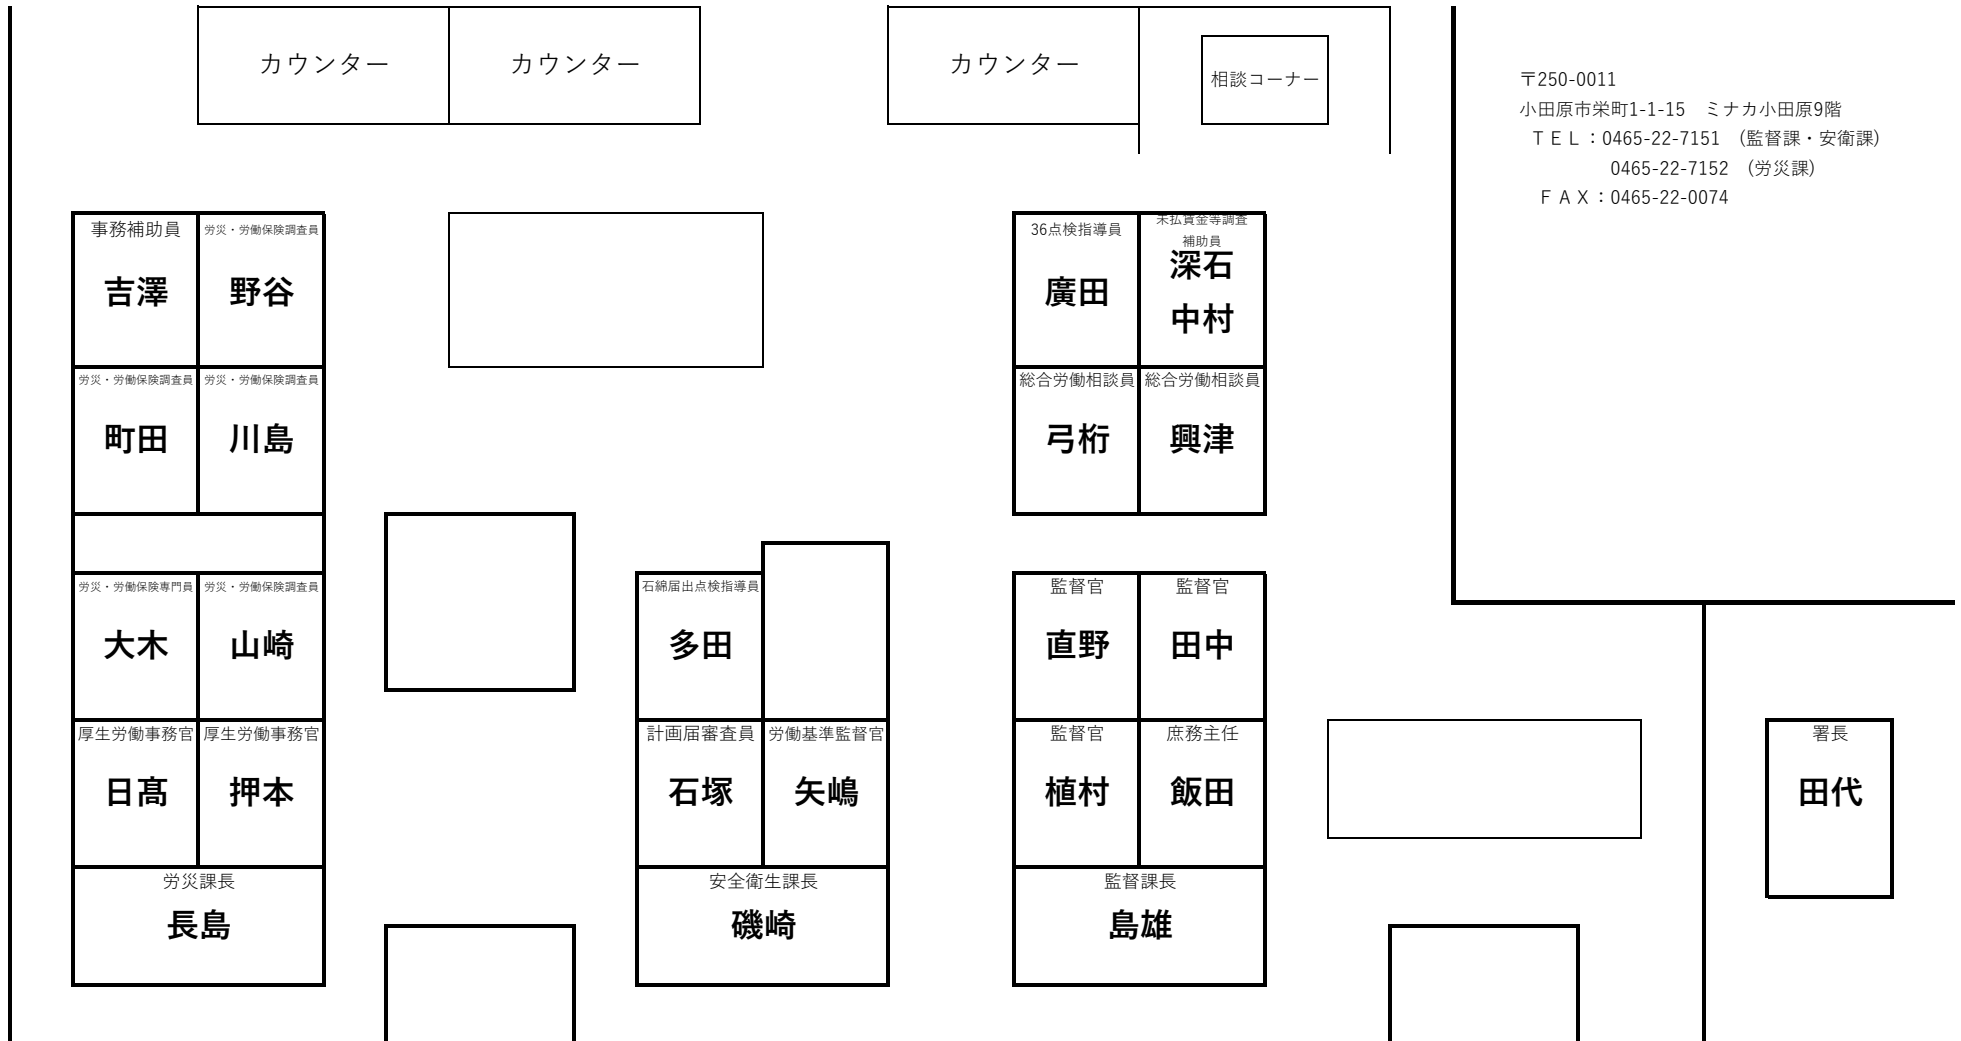 カウンター
カウンター
カウンター
相談コーナー
〒250-0011
小田原市栄町1-1-15　ミナカ小田原9階
ＴＥＬ：0465-22-7151　(監督課・安衛課)
0465-22-7152　(労災課)
ＦＡＸ：0465-22-0074
事務補助員
吉澤
労災・労働保険調査員
野谷
労災・労働保険調査員
町田
労災・労働保険調査員
川島
労災・労働保険専門員
大木
労災・労働保険調査員
山崎
厚生労働事務官
日髙
厚生労働事務官
押本
労災課長
長島
石綿届出点検指導員
多田
計画届審査員
石塚
労働基準監督官
矢嶋
安全衛生課長
磯崎
36点検指導員
廣田
未払賃金等調査
補助員
深石
中村
総合労働相談員
弓桁
総合労働相談員
興津
監督官
直野
監督官
田中
監督官
植村
庶務主任
飯田
監督課長
島雄
署長
田代